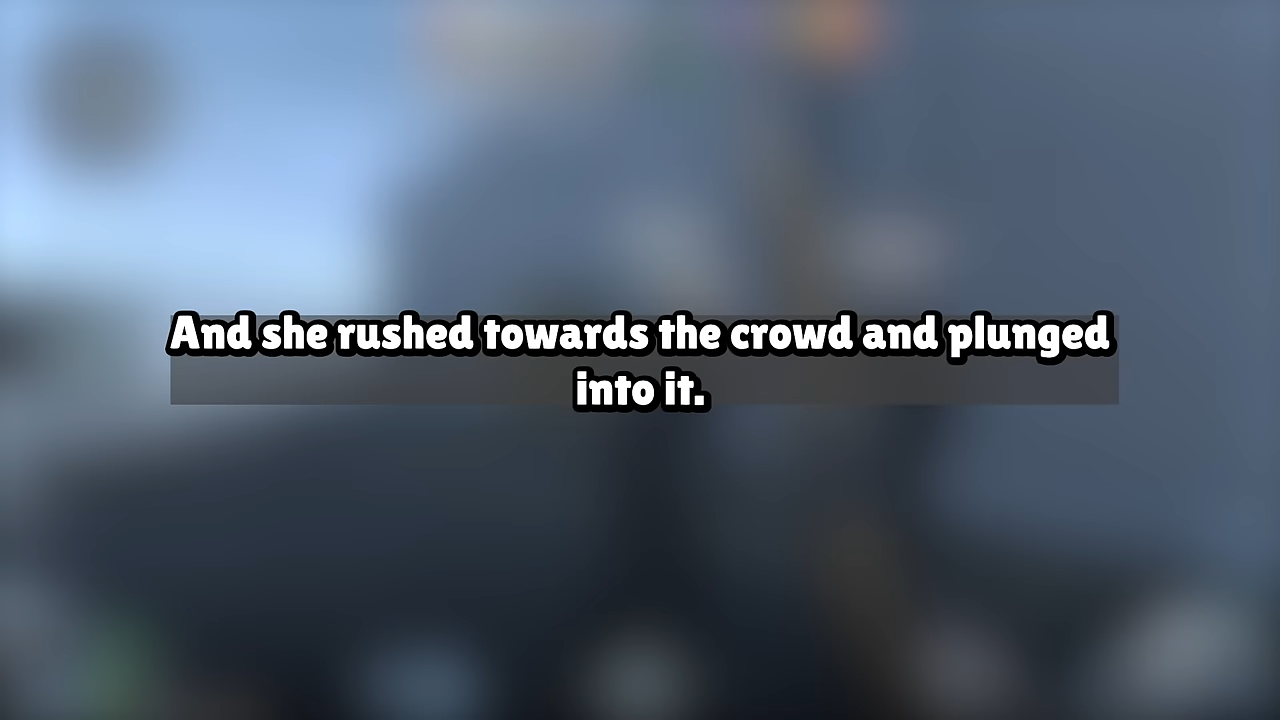 And she rushed towards the crowd and plunged
into it.